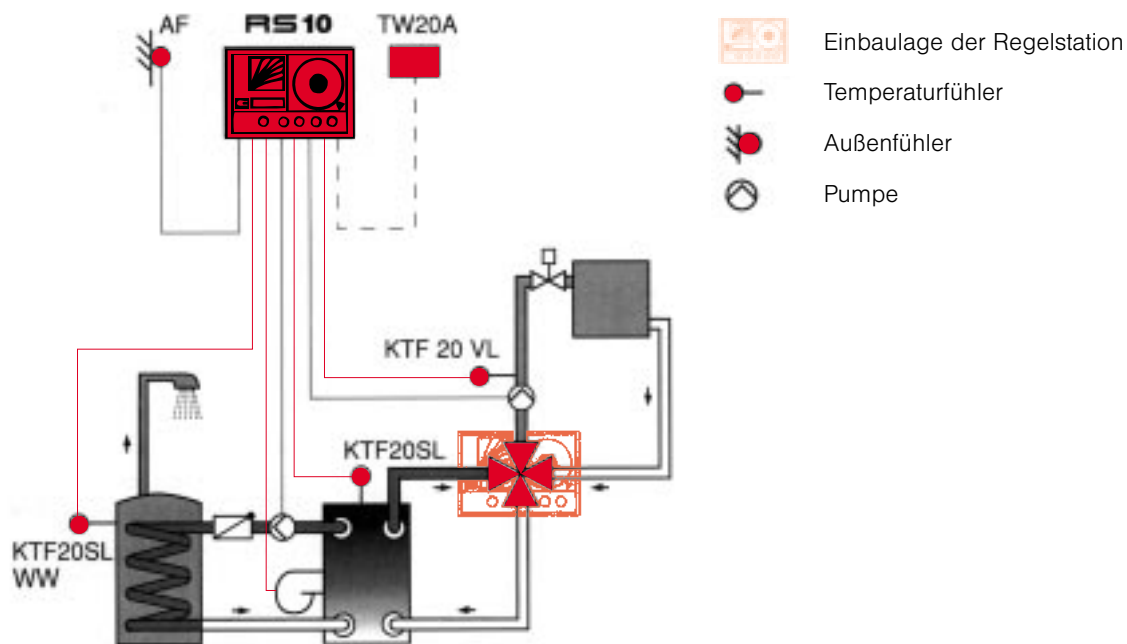 AF
RS10
TW20A
Einbaulage der Regelstation
Temperaturfühler
Außenfühler
Pumpe
KTF 20 VL
KTF20SL
KTF20SL
WW